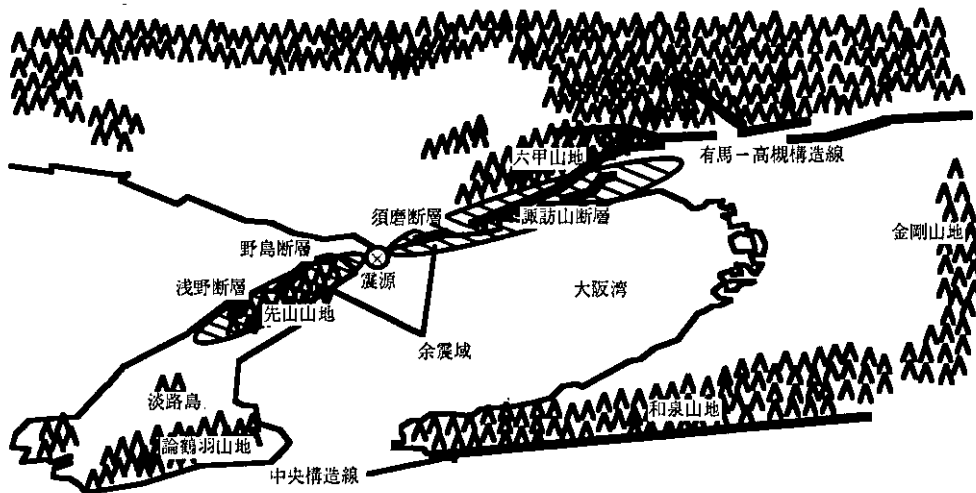 六甲山地
有馬ー高槻構造線
須磨断層
諏訪山断層
金剛山地
野島断層
震源
浅野断層
大阪湾
先山山地
余震域
淡路島
和泉山地
論鶴羽山地
中央構造線